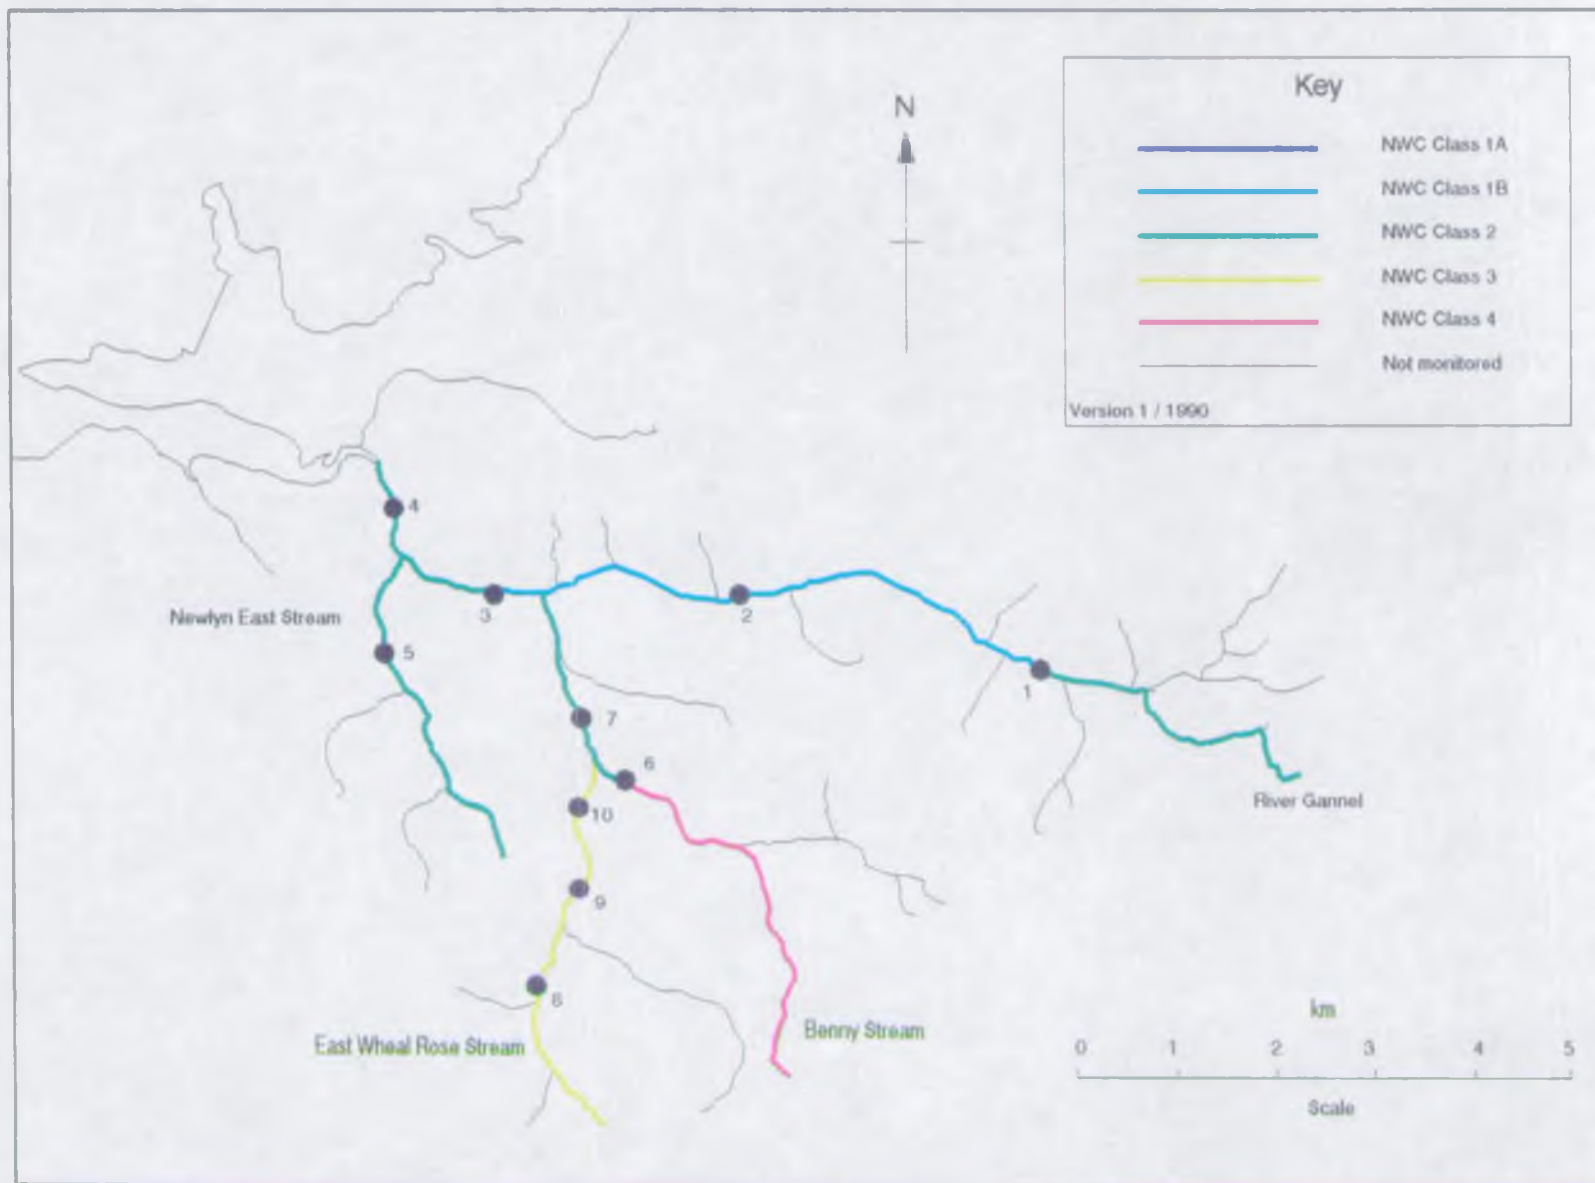 Key
N
NWC Class 1A
NWC Class 1B
NWC Class 2
NWC Class 3
NWC Class 4
Not monitored
Version 1 / 1990
4
Newlyn East Stream
3
2
5
1
7
6
River Gannel
10
9
8
East Wheal Rose Stream
Benny Stream
km
0 1 2 3 4 5
Scale